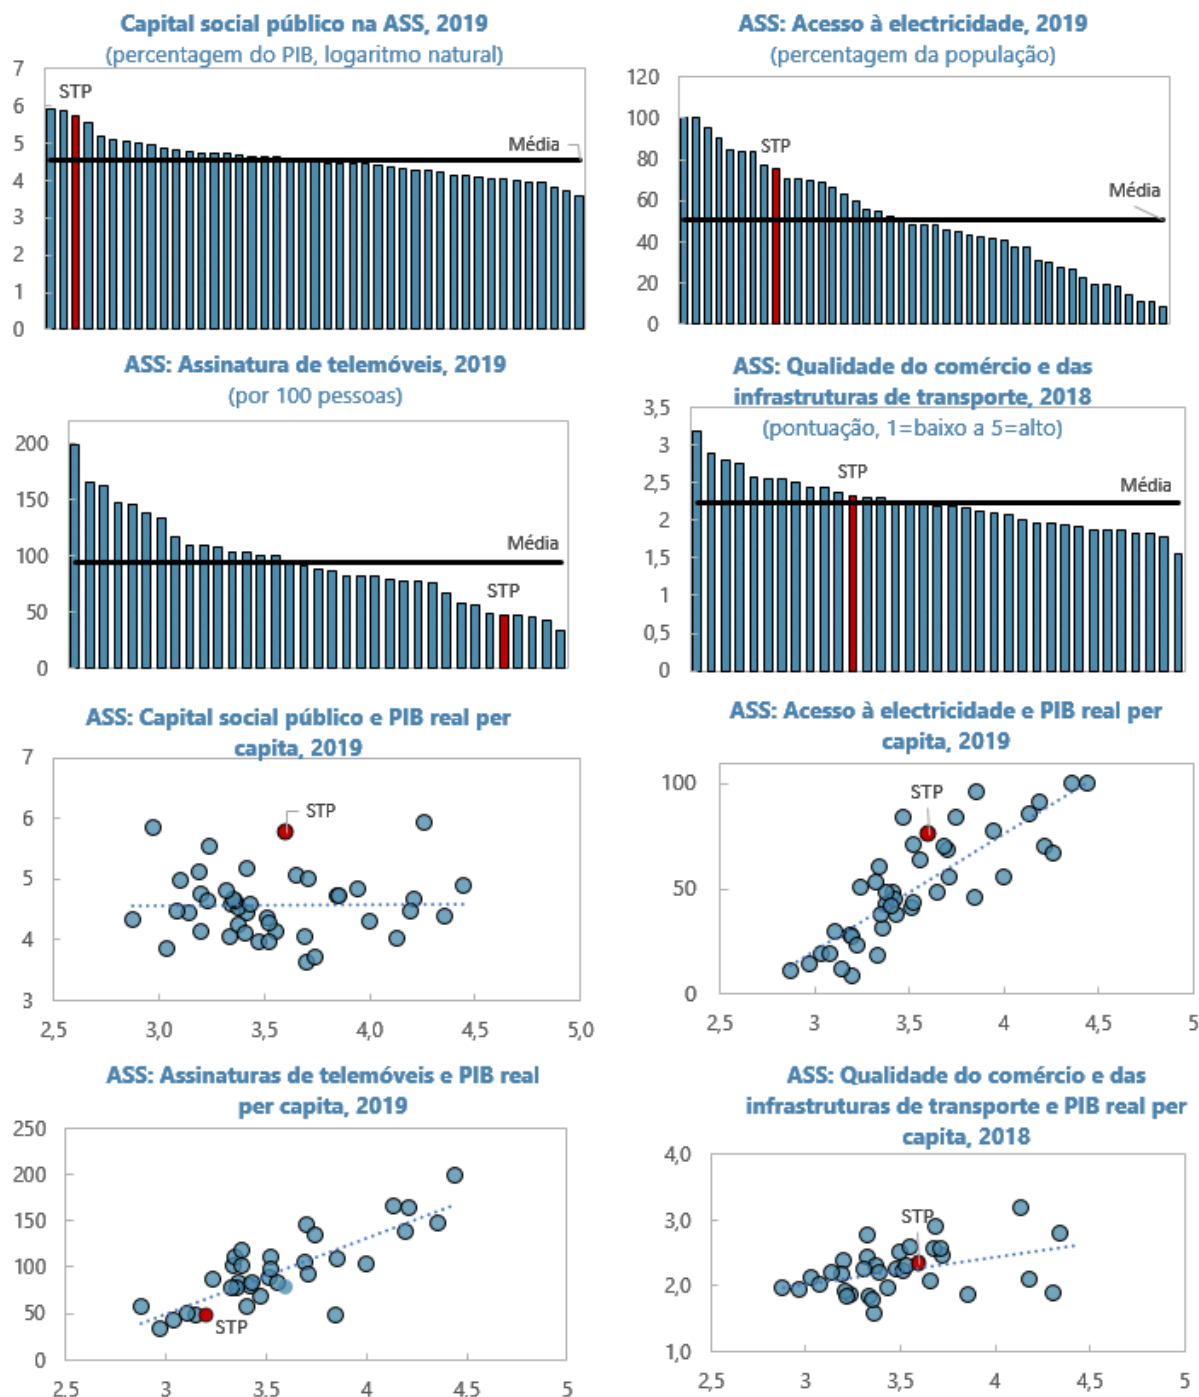 Capital social público na ASS, 2019
(percentagem do PIB, logaritmo natural)
7
6
5
4
3
2
1
0
STP
Média
ASS: Acesso à electricidade, 2019
(percentagem da população)
120
100
80
60
40
20
0
STP
Média
ASS: Assinatura de telemóveis, 2019
(por 100 pessoas)
200
150
100
50
0
Média
STP
ASS: Qualidade do comércio e das
infrastruturas de transporte, 2018
(pontuação, 1=baixo a 5=alto)
3,5
3
2,5
2
1,5
1
0,5
0
STP
Média
ASS: Capital social público e PIB real per
capita, 2019
7
6
5
4
3
STP
2,5 3,0 3,5 4,0 4,5 5,0
ASS: Acesso à electricidade e PIB real per
capita, 2019
100
50
0
STP
2,5 3 3,5 4 4,5 5
ASS: Assinaturas de telemóveis e PIB real
per capita, 2019
250
200
150
100
50
0
STP
2,5 3 3,5 4 4,5 5
ASS: Qualidade do comércio e das
infrastruturas de transporte e PIB real per
capita, 2018
4,0
3,0
2,0
1,0
STP
2,5 3 3,5 4 4,5 5